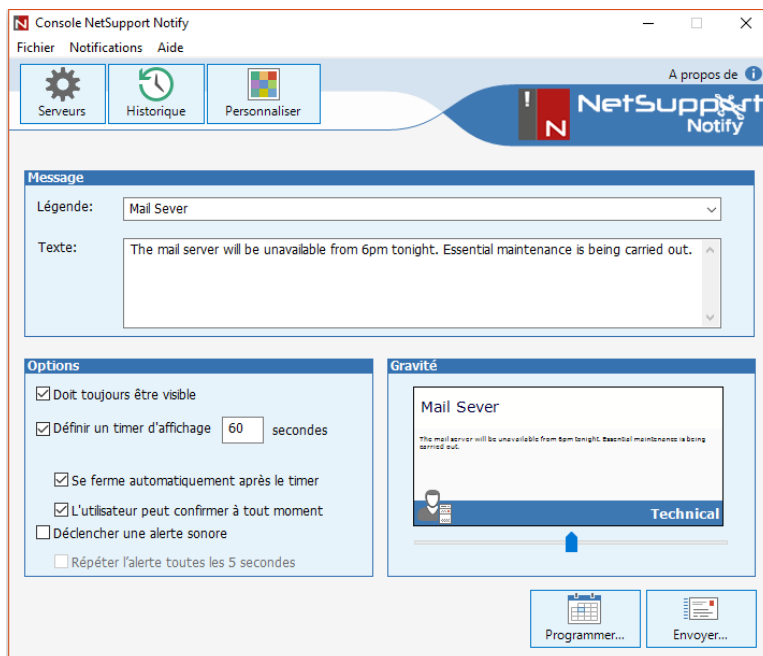 Console NetSupport Notify
Fichier Notifications Aide
Serveurs
Historique
Personnaliser
A propos de
NetSupport
Notify
Message
Légende:
Mail Sever
Texte:
The mail server will be unavailable from 6pm tonight. Essential maintenance is being carried out.
Options
Doit toujours être visible
Définir un timer d'affichage 60 secondes
Se ferme automatiquement après le timer
L'utilisateur peut confirmer à tout moment
Déclencher une alerte sonore
Répéter l'alerte toutes les 5 secondes
Gravité
Mail Sever
The mail server will be unavailable from 6pm tonight. Essential maintenance is being
carried out.
Technical
Programmer...
Envoyer...